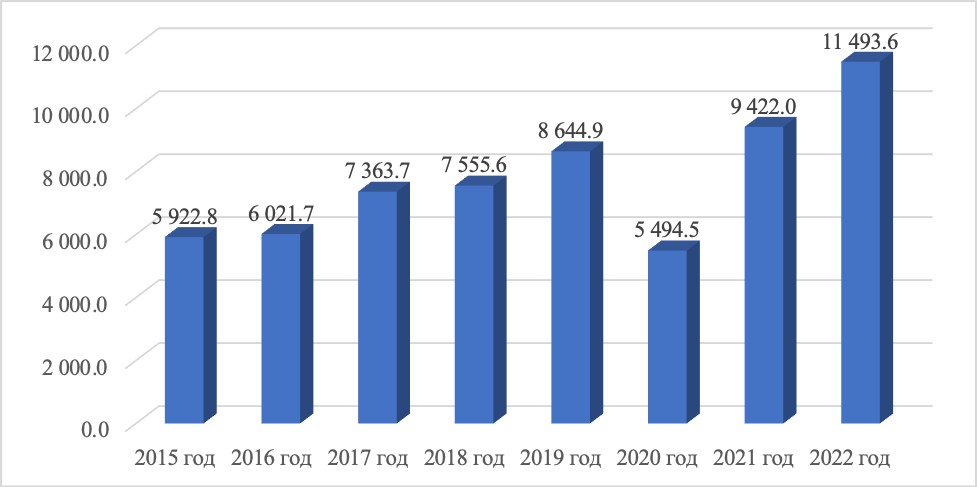 12 000.0
10 000.0
8 000.0
6 000.0
4 000.0
2 000.0
0.0
5 922.8
6 021.7
7 363.7
7 555.6
8 644.9
5 494.5
9 422.0
11 493.6
2015 год
2016 год
2017 год
2018 год
2019 год
2020 год
2021 год
2022 год